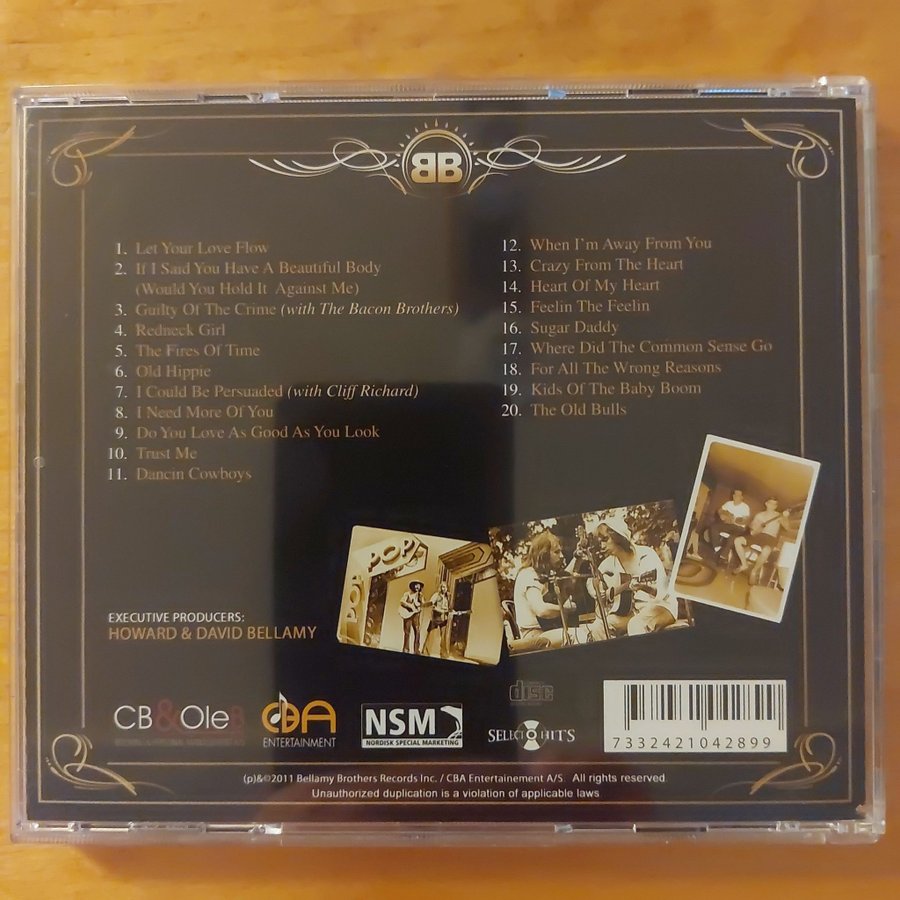 BB
1. Let Your Love Flow
2. If I Said You Have A Beautiful Body
(Would You Hold It Against Me)
3. Guilty Of The Crime (with The Bacon Brothers)
4. Redneck Girl
5. The Fires Of Time
6. Old Hippie
7. I Could Be Persuaded (with Cliff Richard)
8. I Need More Of You
9. Do You Love As Good As You Look
10. Trust Me
11. Dancin Cowboys
12. When I'm Away From You
13. Crazy From The Heart
14. Heart Of My Heart
15. Feelin The Feelin
16. Sugar Daddy
17. Where Did The Common Sense Go
18. For All The Wrong Reasons
19. Kids Of The Baby Boom
20. The Old Bulls
POP POP
EXECUTIVE PRODUCERS:
HOWARD & DAVID BELLAMY
CB&Ole
CBA
ENTERTAINMENT
NSM
NORDISK SPECIAL MARKETING
disc
SELECT HITS
7332421042899
(p)&©2011 Bellamy Brothers Records Inc. / CBA Entertainement A/S. All rights reserved.
Unauthorized duplication is a violation of applicable laws